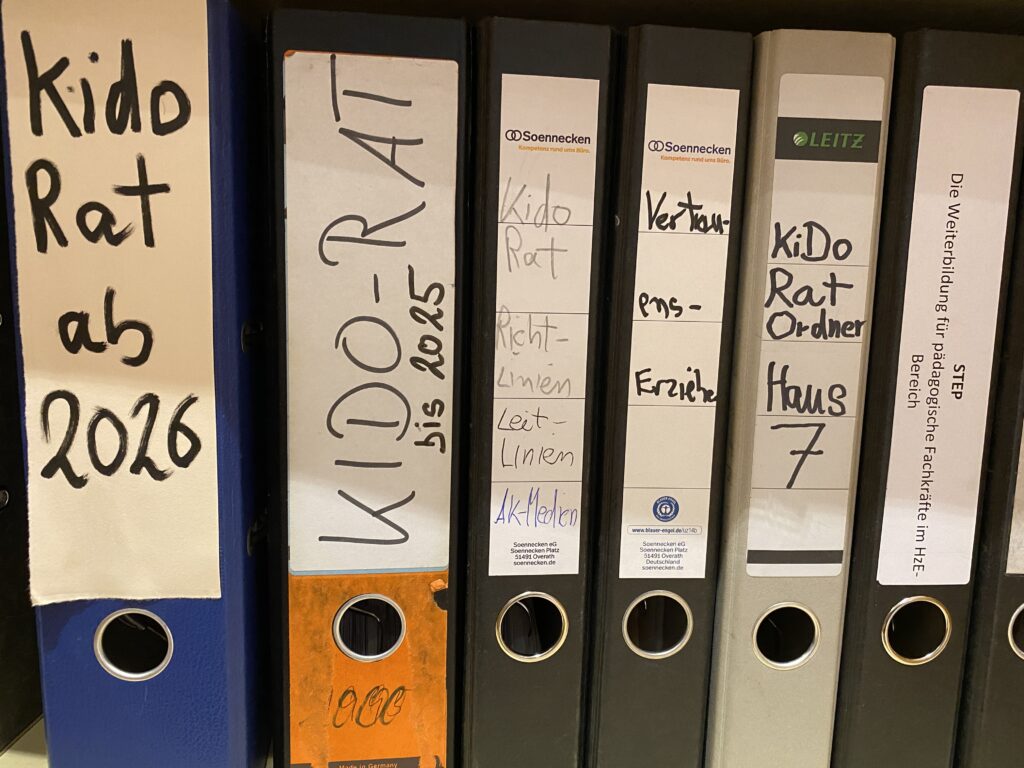 Kido
Rat
ab
2026
KIDO-RAT
bis 2025
Soennecken
Kompetenz rund ums Büro.
Kido
Rat
Richt-
Linien
Leit-
Linien
AK-Medien
Soennecken eG
Soennecken Platz
51491 Overath
soennecken.de
Made in Germany
Soennecken
Kompetenz rund ums Büro.
Vertrau-
ens-
Erziehe
www.blauer-engel.de/uz14b
Soennecken eG
Soennecken Platz
51491 Overath
Deutschland
soennecken.de
LEITZ
KiDo
Rat
Ordner
Haus
7
STEP
Die Weiterbildung für pädagogische Fachkräfte im HzE-
Bereich